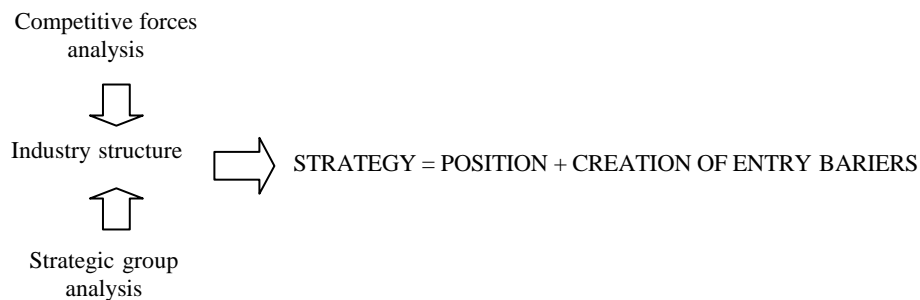 Competitive forces
analysis
Industry structure
STRATEGY = POSITION + CREATION OF ENTRY BARIERS
Strategic group
analysis